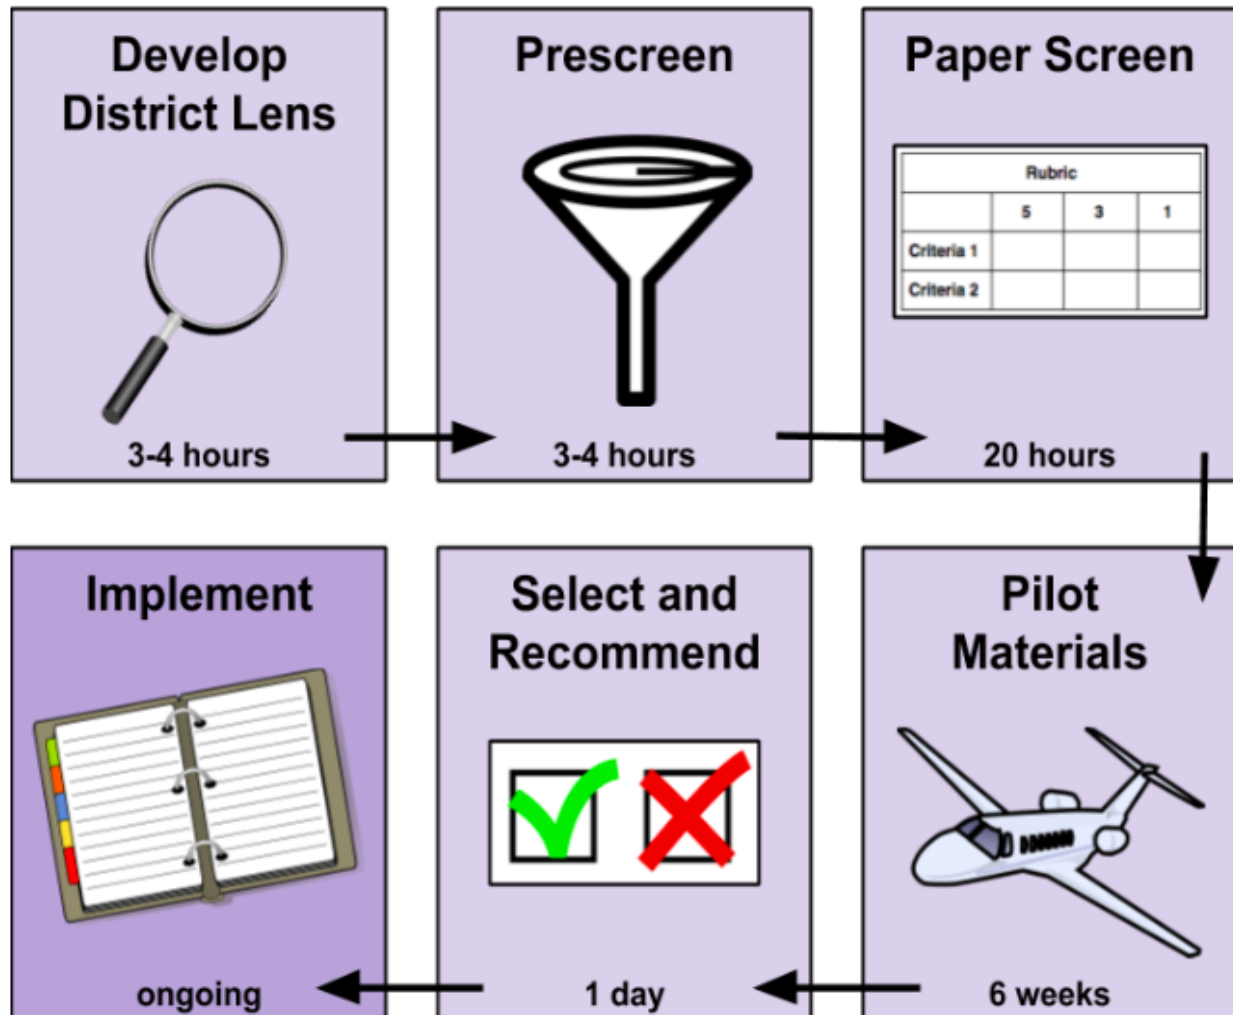 Develop
District Lens
3-4 hours
Prescreen
3-4 hours
Paper Screen
Rubric
5 3 1
Criteria 1
Criteria 2
20 hours
Pilot
Materials
6 weeks
Select and
Recommend
1 day
Implement
ongoing